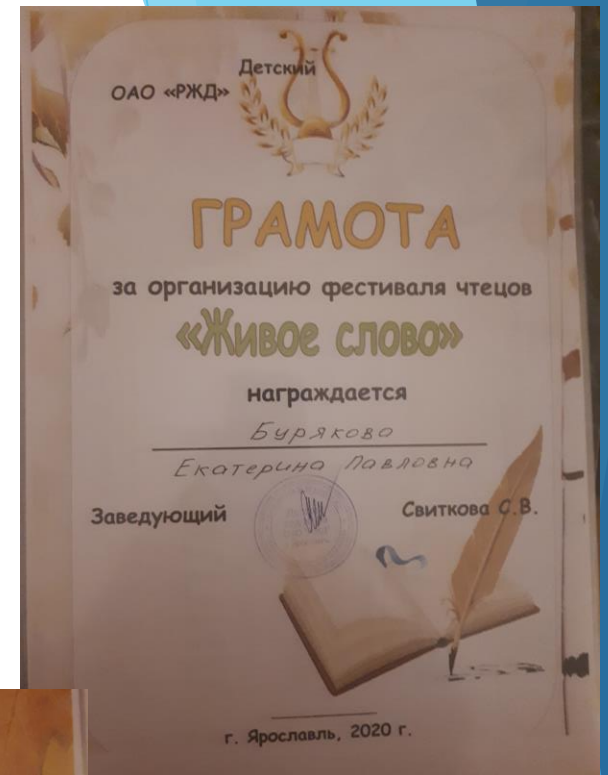 Детский
ОАО «РЖД»
ГРАМОТА
за организацию фестиваля чтецов
«Живое слово»
награждается
Бурякова
Екатерина Павловна
Заведующий Свиткова С.В.
г. Ярославль, 2020 г.